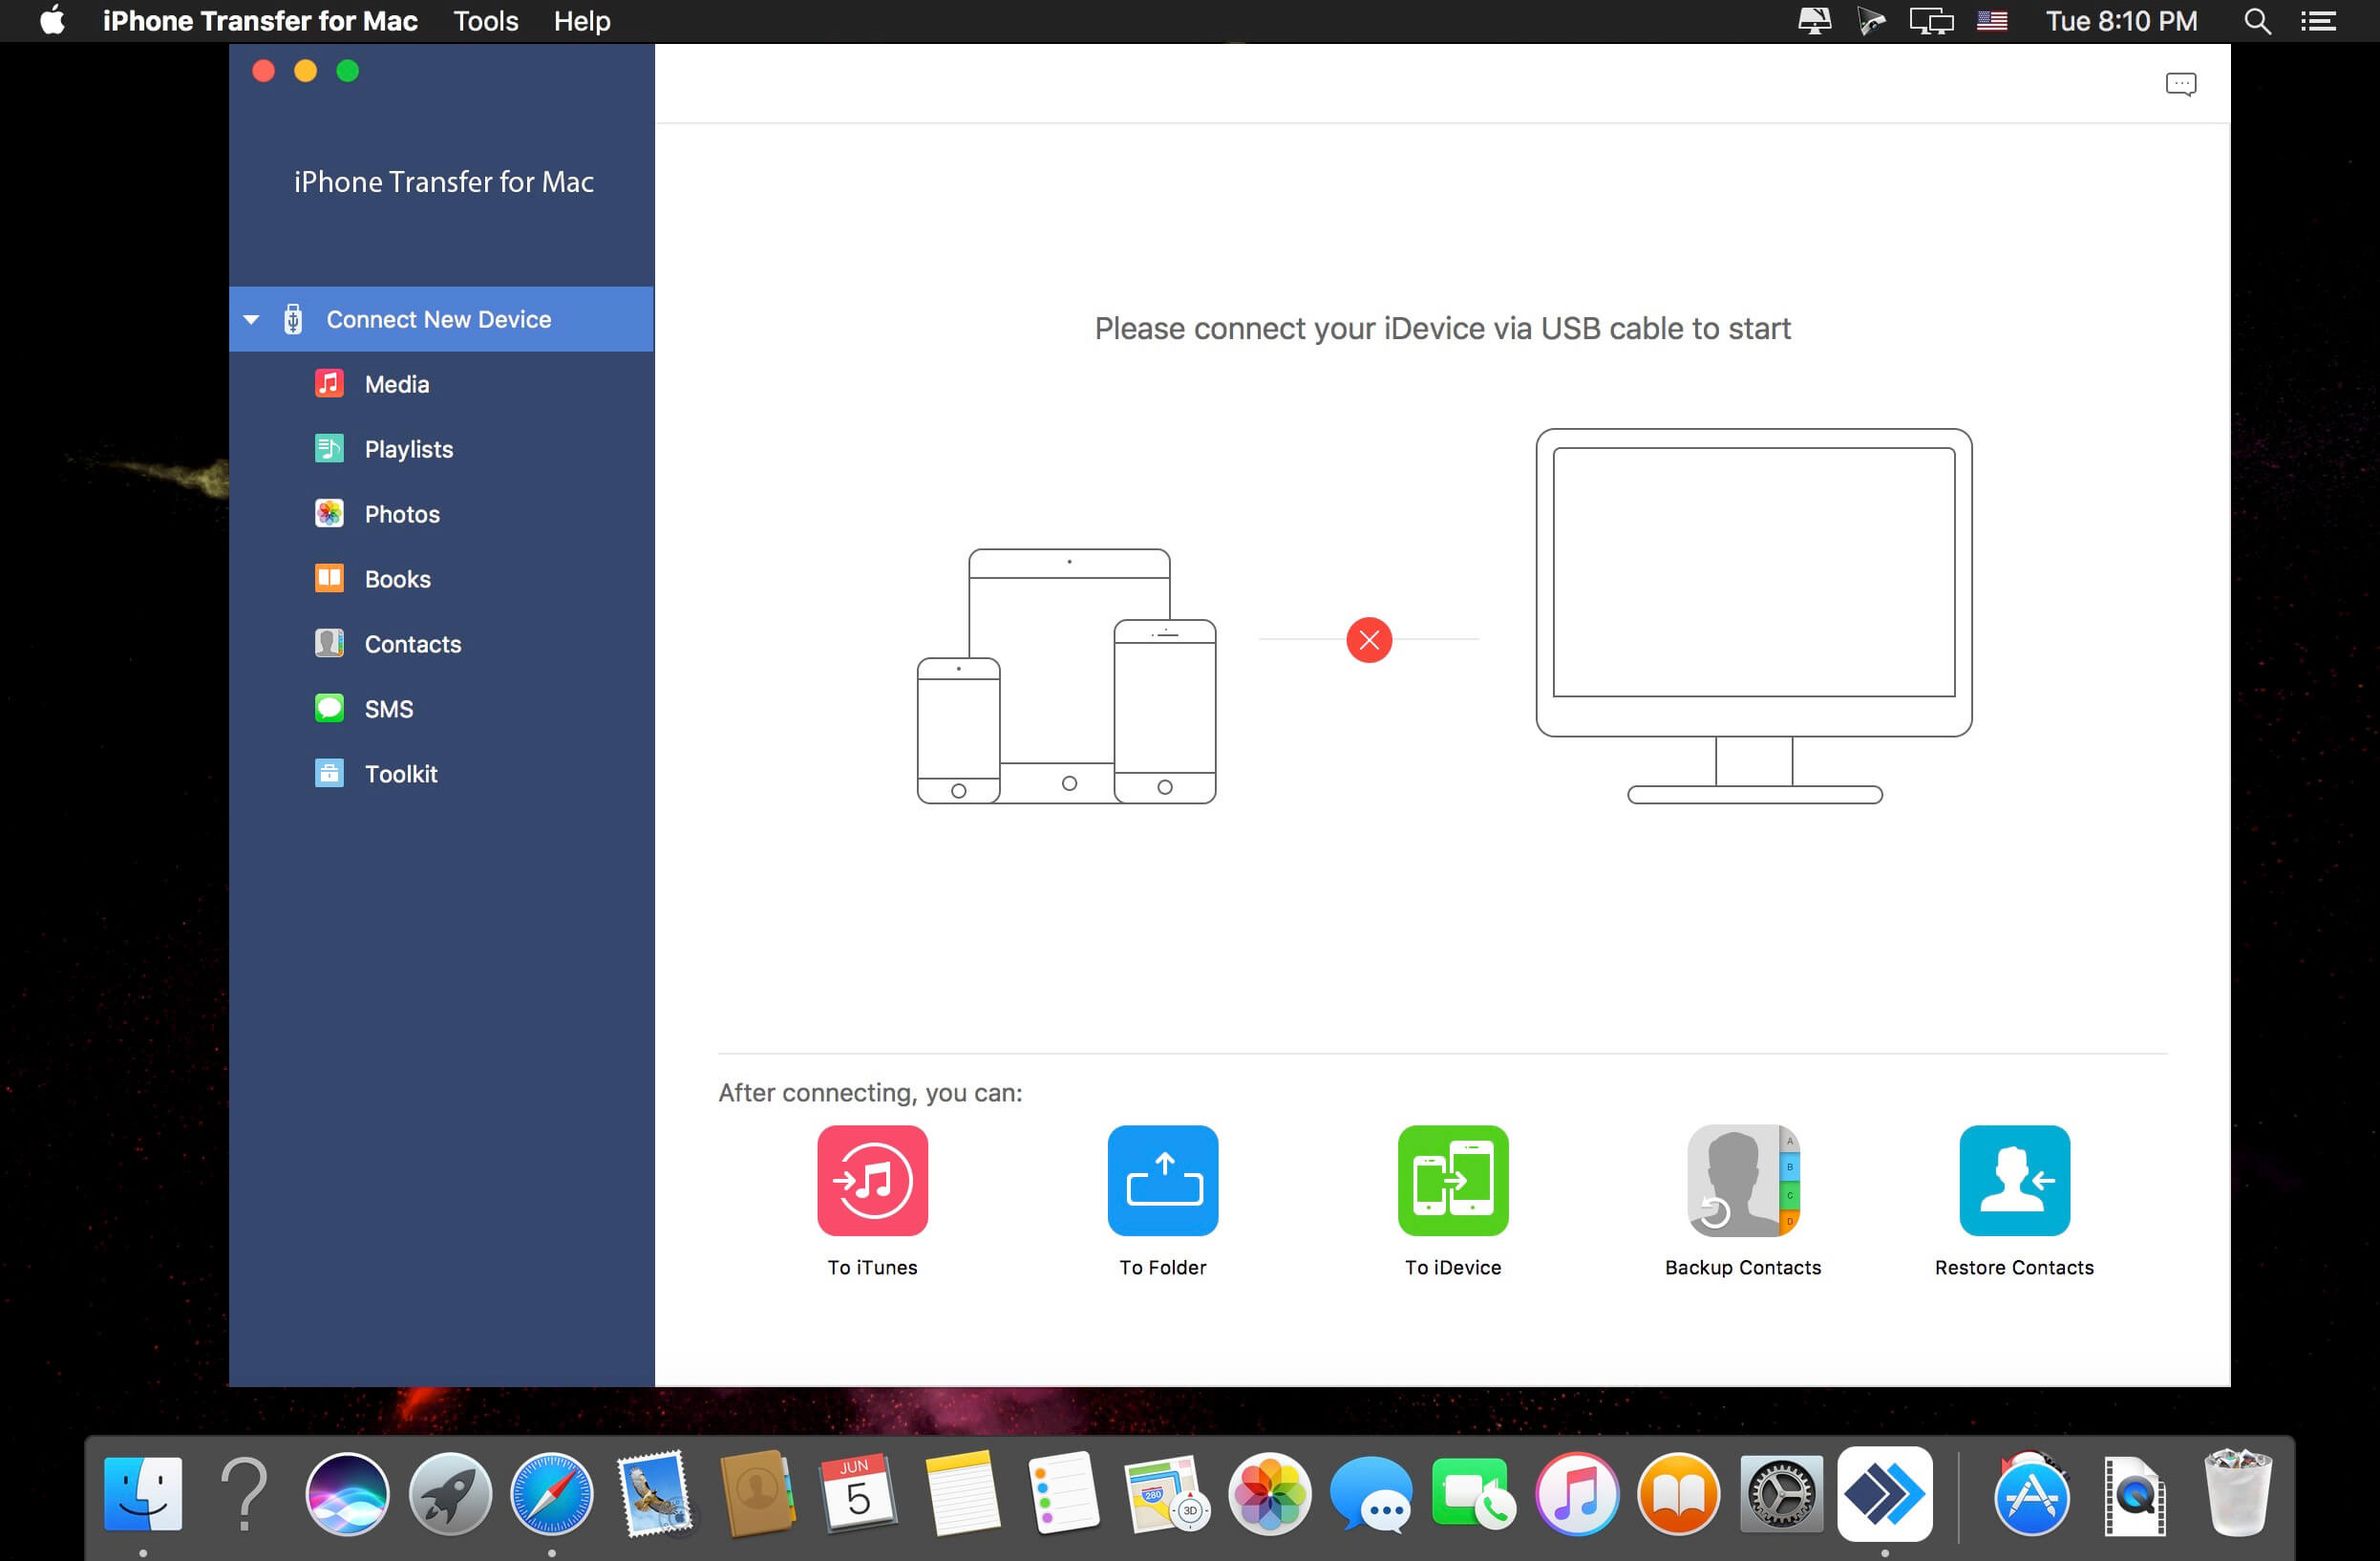 iPhone Transfer for Mac Tools Help Tue 8:10 PM
iPhone Transfer for Mac
Connect New Device
Media
Playlists
Photos
Books
Contacts
SMS
Toolkit
Please connect your iDevice via USB cable to start
After connecting, you can:
A
B
C
D
To iTunes To Folder To iDevice Backup Contacts Restore Contacts
JUN
5
280
3D